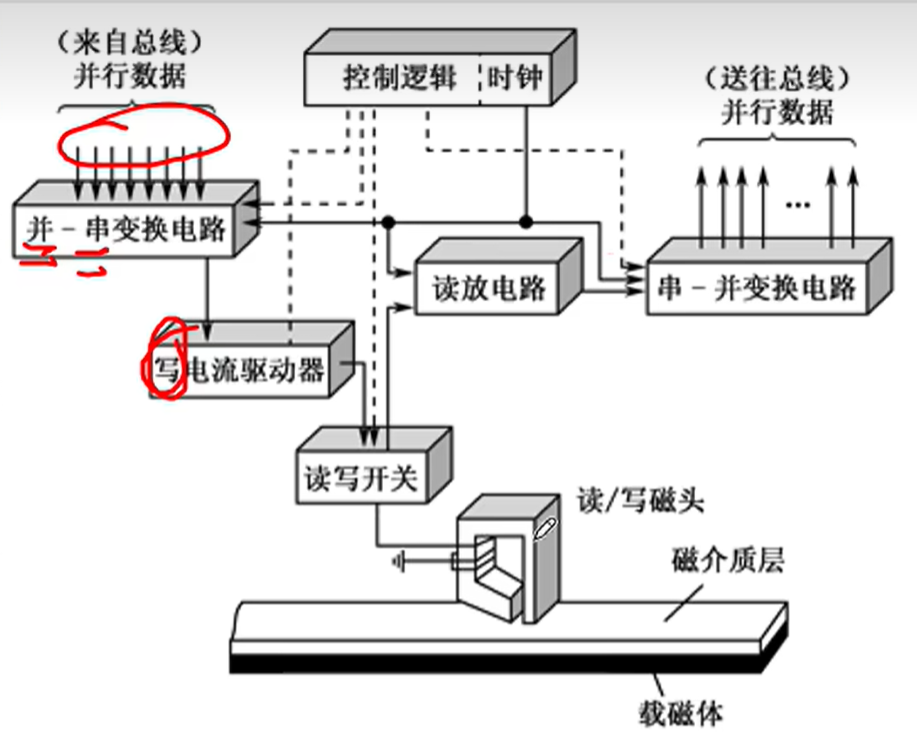 （来自总线）
并行数据
控制逻辑
时钟
（送往总线）
并行数据
并-串变换电路
读放电路
串-并变换电路
写电流驱动器
读写开关
读/写磁头
磁介质层
载磁体